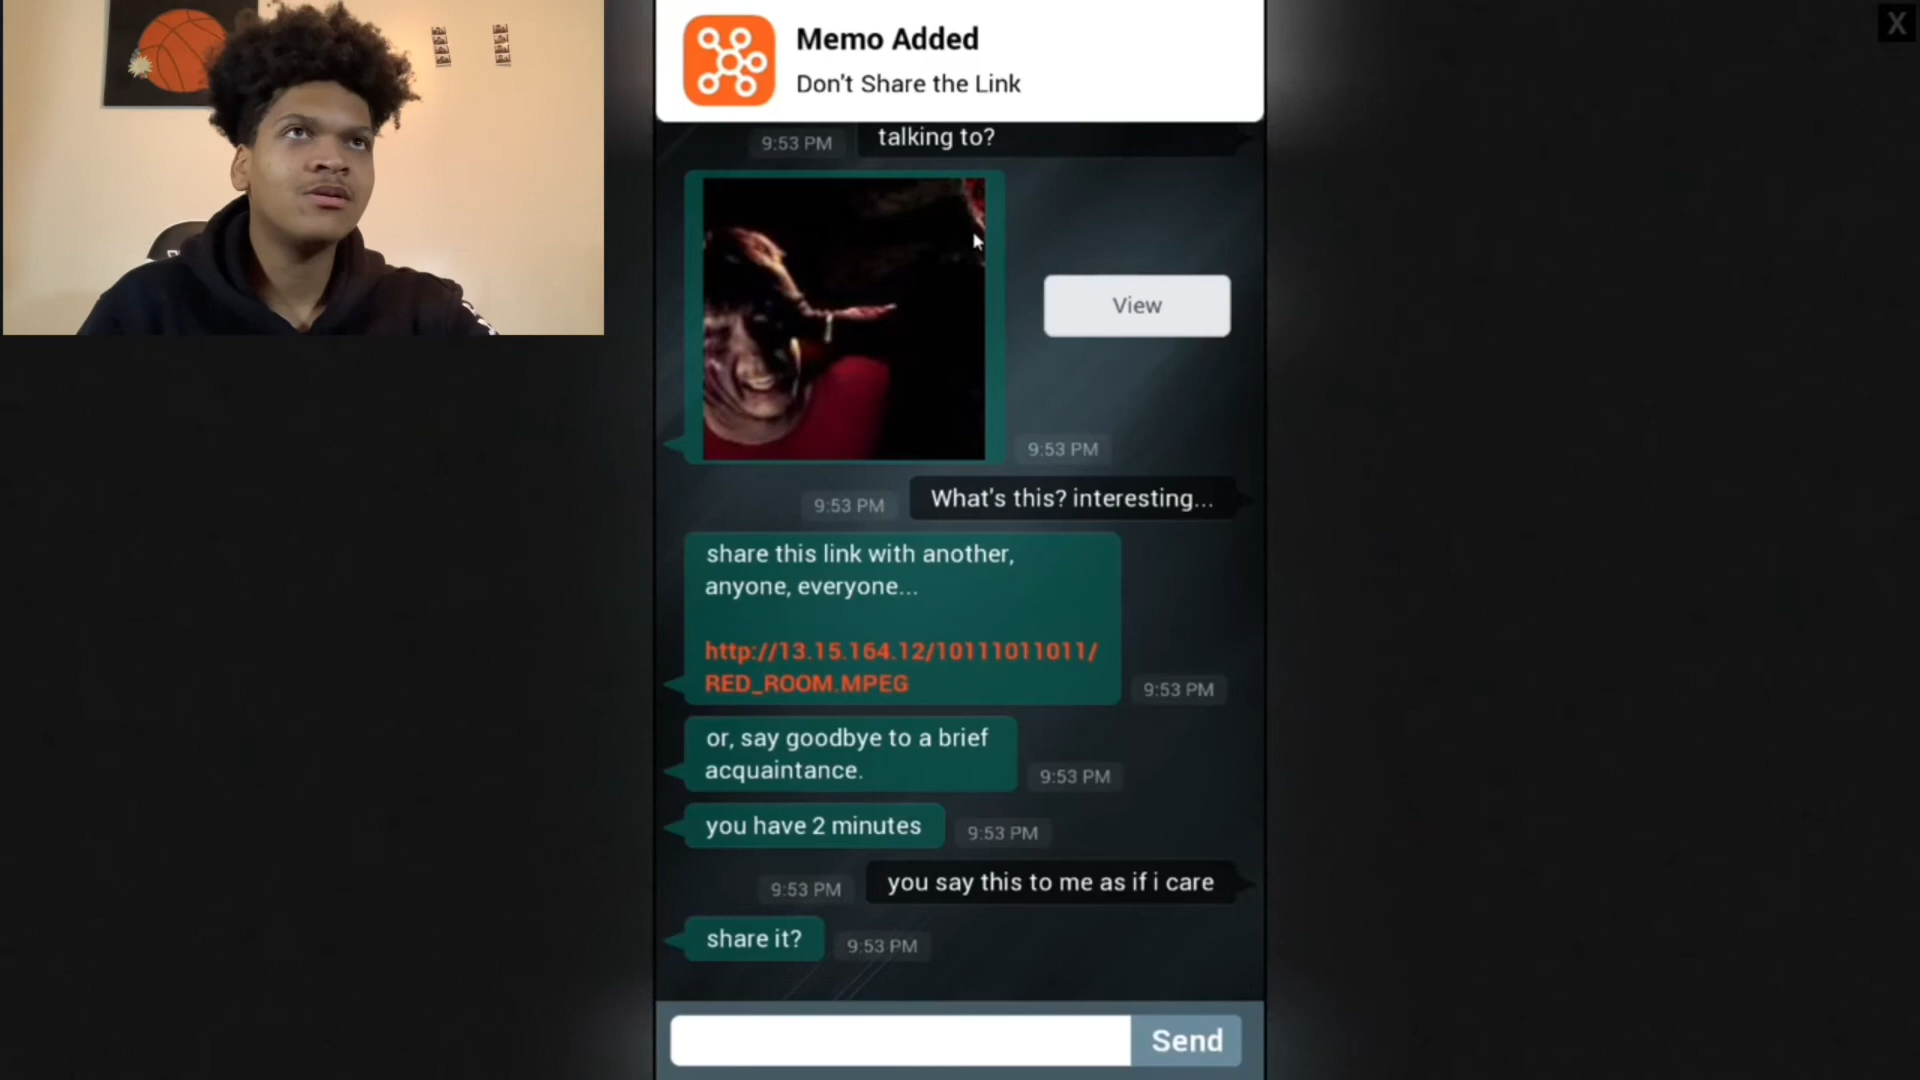 X
Memo Added
Don't Share the Link
talking to?
9:53 PM
View
9:53 PM
What's this? interesting...
9:53 PM
share this link with another,
anyone, everyone...
http://13.15.164.12/10111011011/
RED_ROOM.MPEG
9:53 PM
or, say goodbye to a brief
acquaintance.
9:53 PM
you have 2 minutes
9:53 PM
you say this to me as if i care
9:53 PM
share it?
9:53 PM
Send